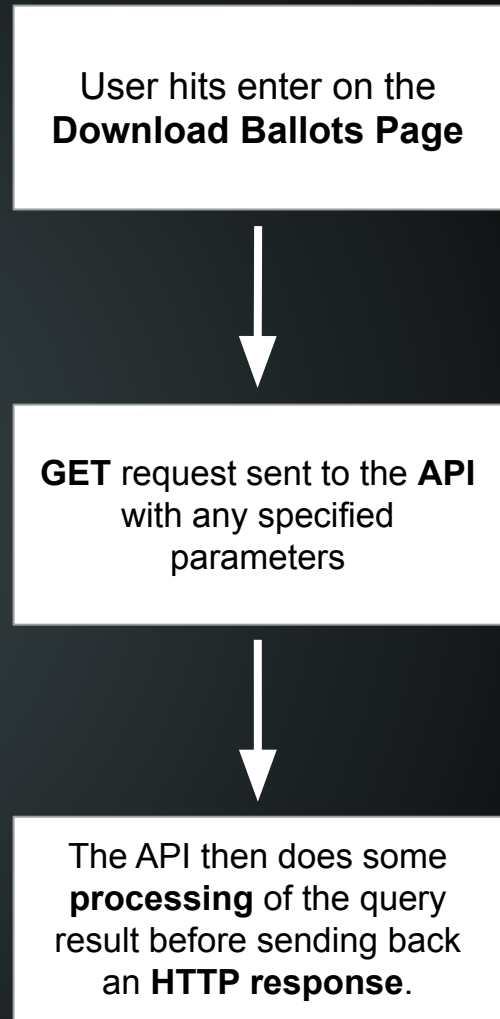 User hits enter on the
Download Ballots Page
GET request sent to the API
with any specified
parameters
The API then does some
processing of the query
result before sending back
an HTTP response.